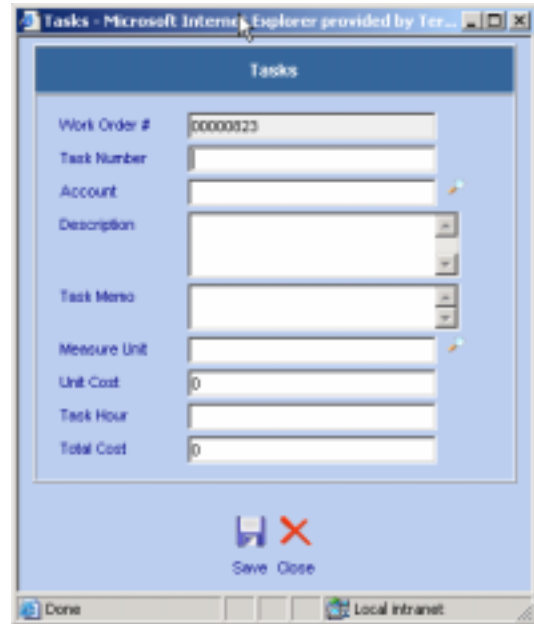 Tasks - Microsoft Internet Explorer provided by Ter...
Tasks
Work Order # 00000823
Task Number
Account
Description
Task Memo
Measure Unit
Unit Cost 0
Task Hour
Total Cost 0
Save Close
Done Local intranet